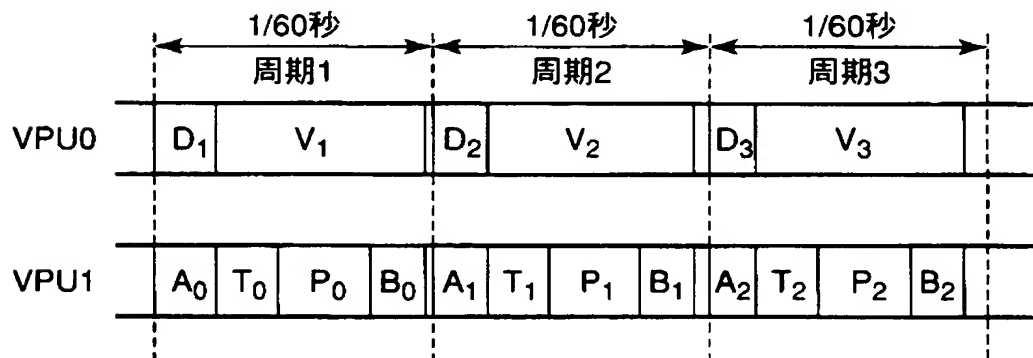 1/60秒 1/60秒 1/60秒
周期1 周期2 周期3
VPU0 D1 V1 D2 V2 D3 V3
VPU1 A0 T0 P0 B0 A1 T1 P1 B1 A2 T2 P2 B2